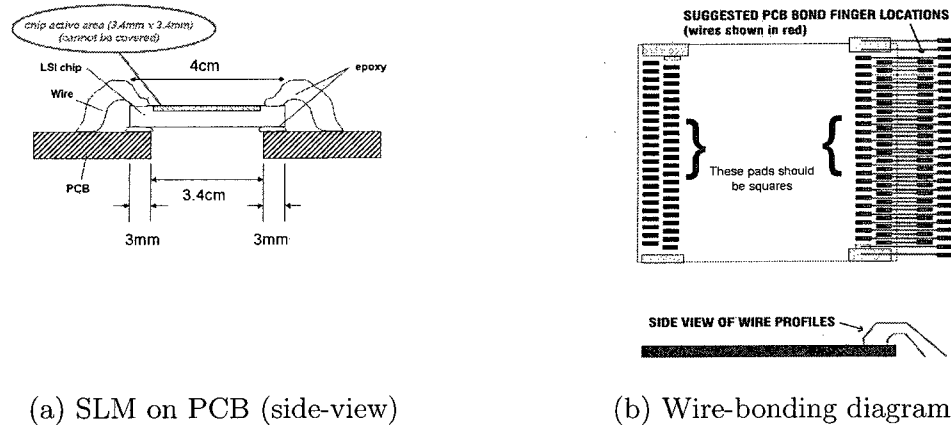 chip active area (3.4mm x 3.4mm)
(cannot be covered)
LSI chip
4cm
epoxy
Wire
PCB
3.4cm
3mm
3mm
(a) SLM on PCB (side-view)
SUGGESTED PCB BOND FINGER LOCATIONS
(wires shown in red)
These pads should
be squares
SIDE VIEW OF WIRE PROFILES
(b) Wire-bonding diagram